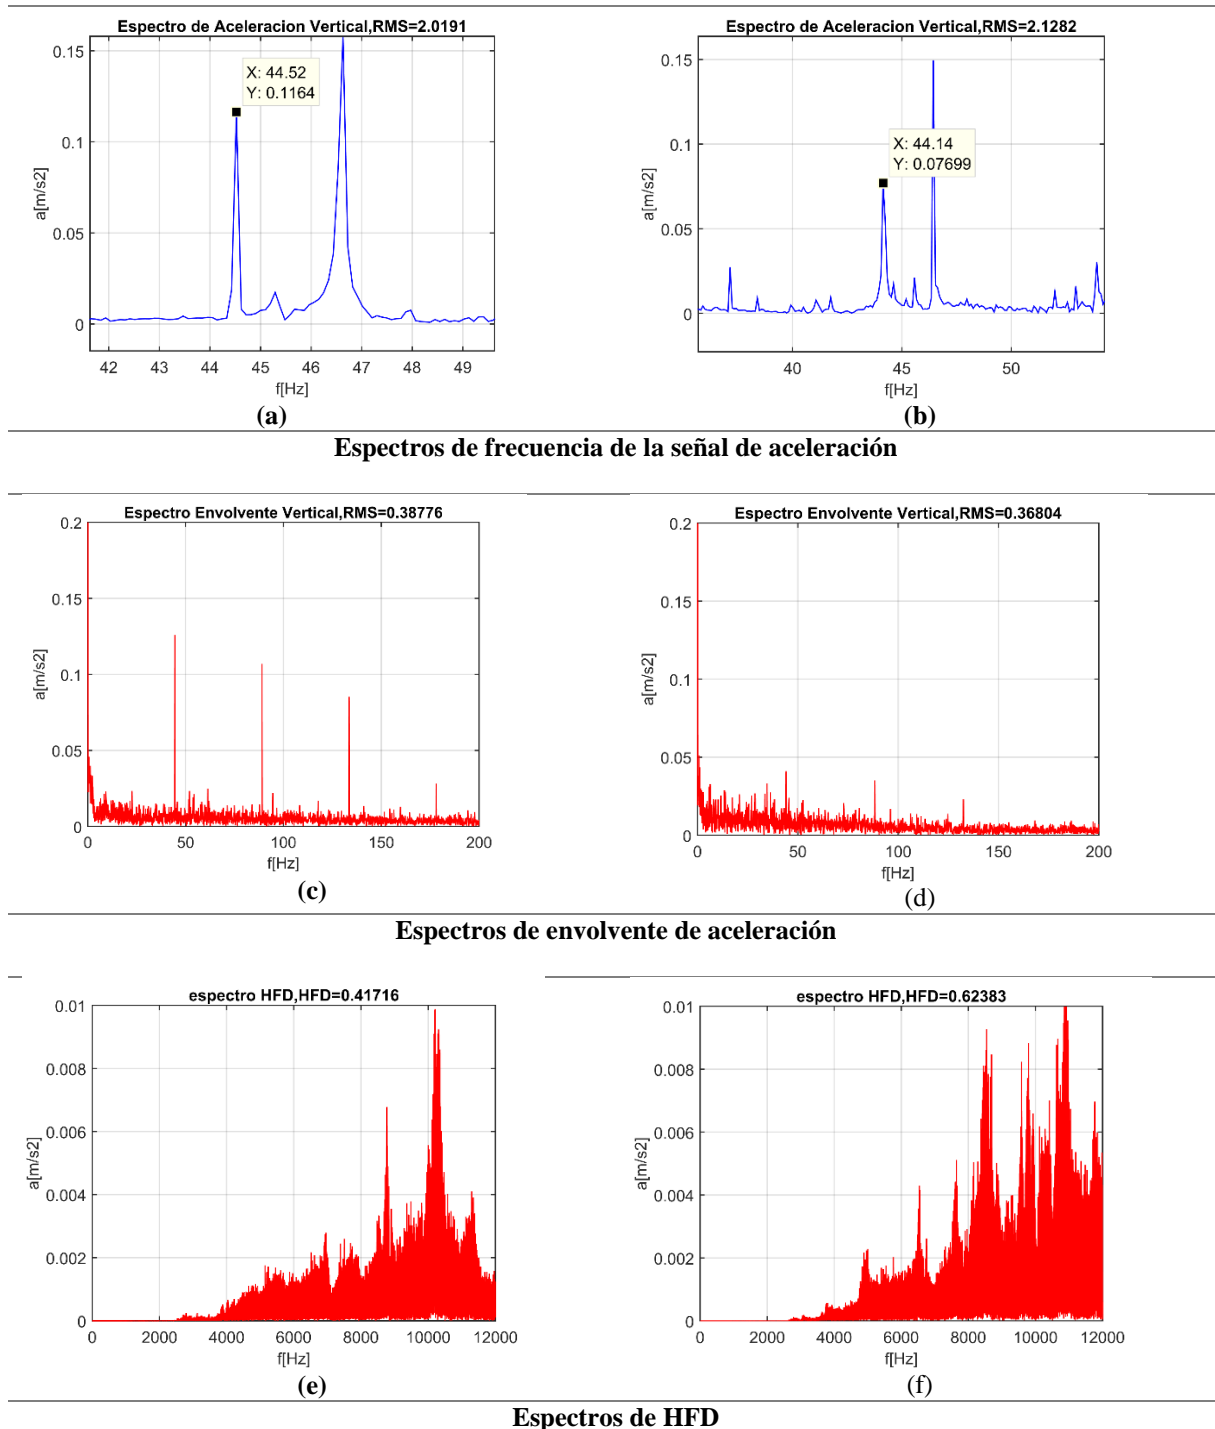 Espectro de Aceleracion Vertical,RMS=2.0191
0.15
0.1
0.05
0
a[m/s2]
X: 44.52
Y: 0.1164
42 43 44 45 46 47 48 49
f[Hz]
(a)
Espectro de Aceleracion Vertical,RMS=2.1282
0.15
0.1
0.05
0
a[m/s2]
X: 44.14
Y: 0.07699
40 45 50
f[Hz]
(b)
Espectros de frecuencia de la señal de aceleración
Espectro Envolvente Vertical,RMS=0.38776
0.2
0.15
0.1
0.05
0
a[m/s2]
0 50 100 150 200
f[Hz]
(c)
Espectro Envolvente Vertical,RMS=0.36804
0.2
0.15
0.1
0.05
0
a[m/s2]
0 50 100 150 200
f[Hz]
(d)
Espectros de envolvente de aceleración
espectro HFD,HFD=0.41716
0.01
0.008
0.006
0.004
0.002
0
a[m/s2]
0 2000 4000 6000 8000 10000 12000
f[Hz]
(e)
espectro HFD,HFD=0.62383
0.01
0.008
0.006
0.004
0.002
0
a[m/s2]
0 2000 4000 6000 8000 10000 12000
f[Hz]
(f)
Espectros de HFD